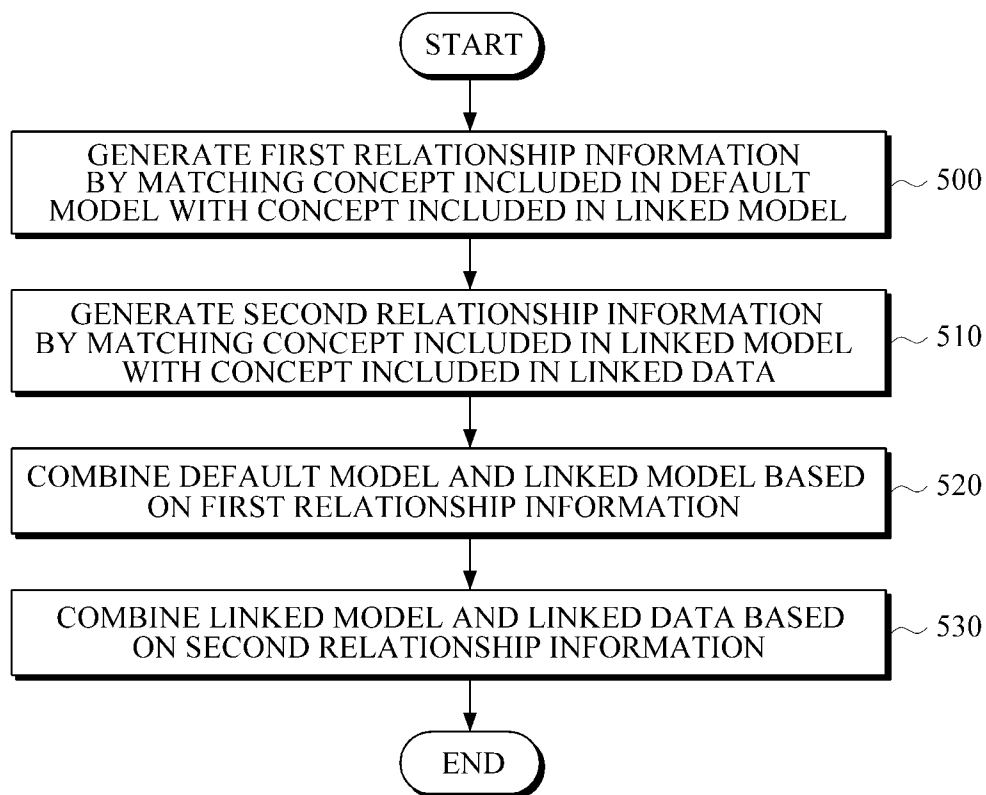 START
GENERATE FIRST RELATIONSHIP INFORMATION
BY MATCHING CONCEPT INCLUDED IN DEFAULT
MODEL WITH CONCEPT INCLUDED IN LINKED MODEL
500
GENERATE SECOND RELATIONSHIP INFORMATION
BY MATCHING CONCEPT INCLUDED IN LINKED MODEL
WITH CONCEPT INCLUDED IN LINKED DATA
510
COMBINE DEFAULT MODEL AND LINKED MODEL BASED
ON FIRST RELATIONSHIP INFORMATION
520
COMBINE LINKED MODEL AND LINKED DATA BASED
ON SECOND RELATIONSHIP INFORMATION
530
END